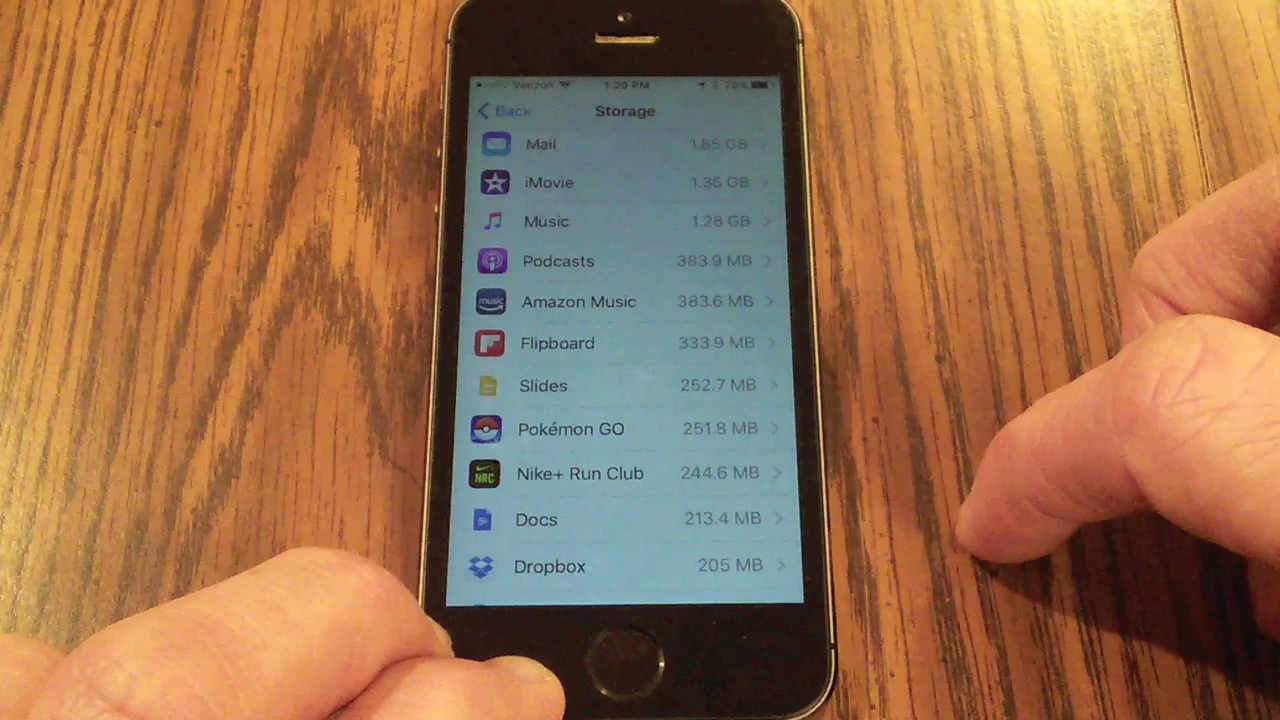 Verizon 1:29 PM 78%
Back Storage
Mail 1.85 GB
iMovie 1.35 GB
Music 1.28 GB
Podcasts 383.9 MB
music Amazon Music 383.6 MB
Flipboard 333.9 MB
Slides 252.7 MB
Pokémon GO 251.8 MB
NRC Nike+ Run Club 244.6 MB
Docs 213.4 MB
Dropbox 205 MB